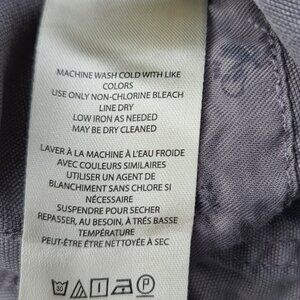 MACHINE WASH COLD WITH LIKE
COLORS
USE ONLY NON-CHLORINE BLEACH
LINE DRY
LOW IRON AS NEEDED
MAY BE DRY CLEANED
LAVER À LA MACHINE À L'EAU FROIDE
AVEC COULEURS SIMILAIRES
UTILISER UN AGENT DE
BLANCHIMENT SANS CHLORE SI
NÉCESSAIRE
SUSPENDRE POUR SÉCHER
REPASSER, AU BESOIN, À TRÈS BASSE
TEMPÉRATURE
PEUT-ÊTRE NETTOYÉE À SEC
30 P